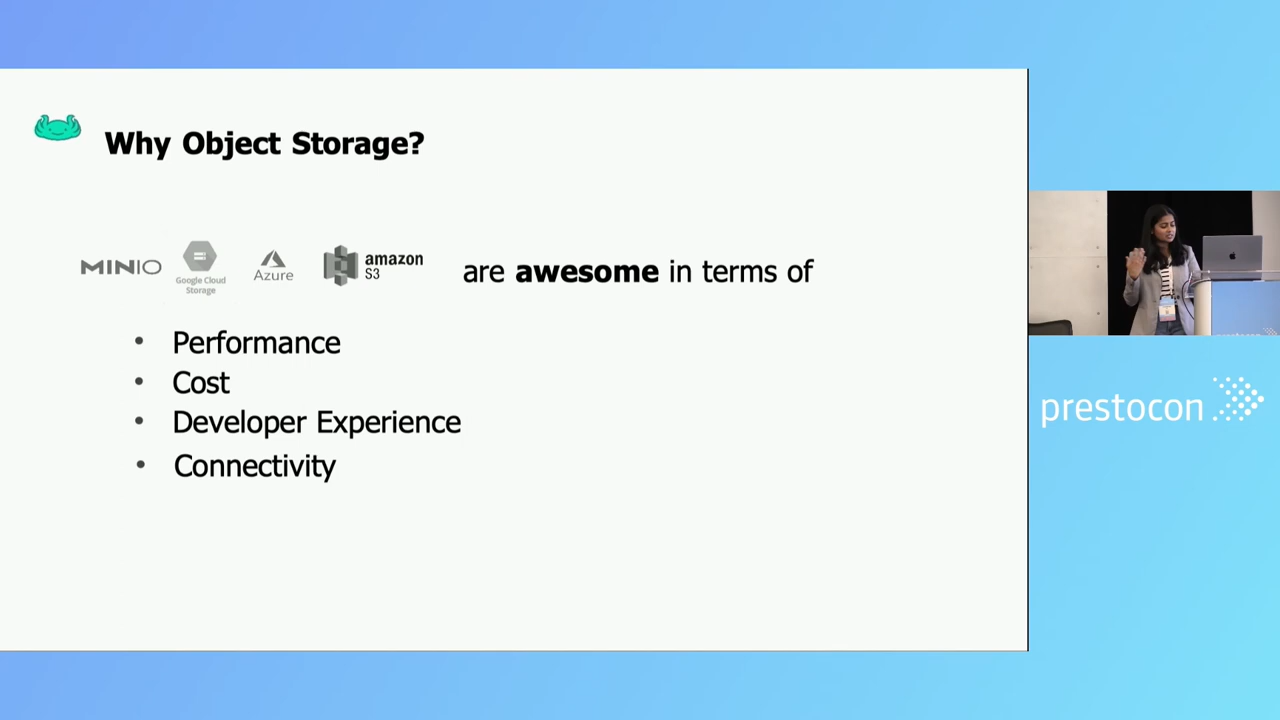 Why Object Storage?
MINIO
Google Cloud
Storage
Azure
amazon
S3
are awesome in terms of
• Performance
• Cost
• Developer Experience
• Connectivity
prestocon